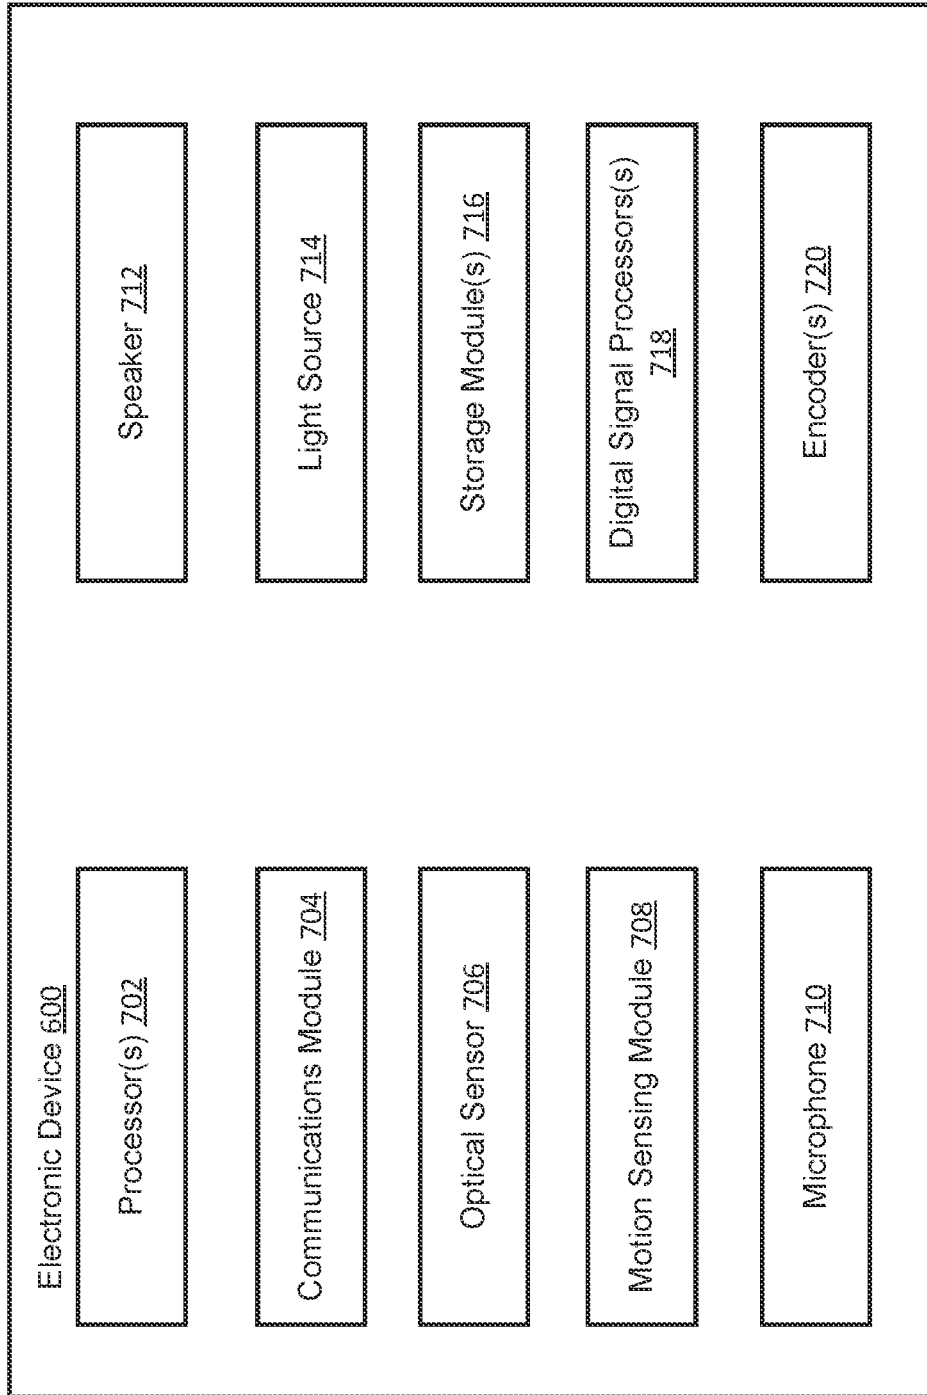 Electronic Device 600
Processor(s) 702
Communications Module 704
Optical Sensor 706
Motion Sensing Module 708
Microphone 710
Speaker 712
Light Source 714
Storage Module(s) 716
Digital Signal Processors(s)
718
Encoder(s) 720